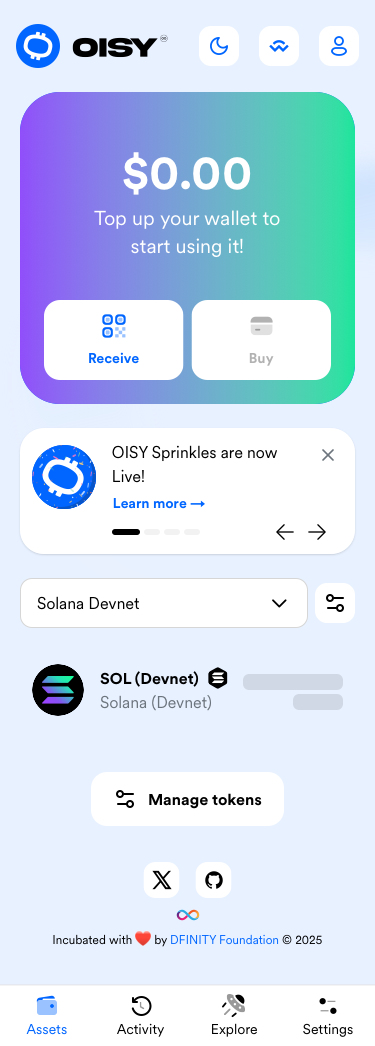 OISY
$0.00
Top up your wallet to
start using it!
Receive
Buy
OISY Sprinkles are now
Live!
Learn more →
Solana Devnet
SOL (Devnet)
Solana (Devnet)
Manage tokens
Incubated with ❤️ by DFINITY Foundation © 2025
Assets
Activity
Explore
Settings